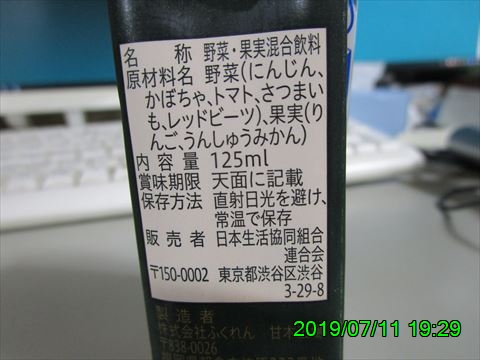 名　　称　野菜・果実混合飲料
原材料名　野菜(にんじん、
かぼちゃ、トマト、さつまい
も、レッドビーツ)、果実(り
んご、うんしゅうみかん)
内 容 量　125ml
賞味期限　天面に記載
保存方法　直射日光を避け、
常温で保存
販 売 者　日本生活協同組合
連合会
〒150-0002　東京都渋谷区渋谷
3-29-8
製 造 者
株式会社ふくれん　甘木
〒838-0026
2019/07/11 19:29